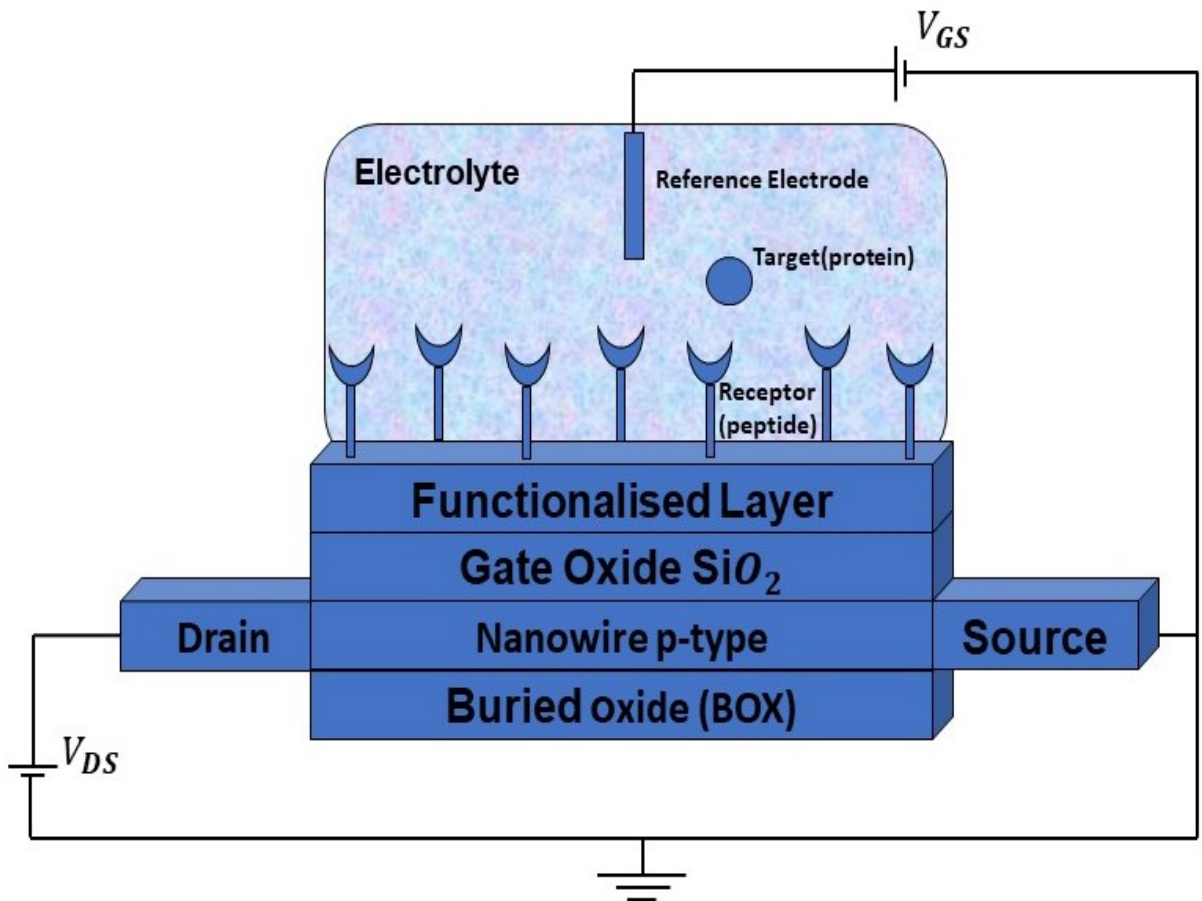 V_GS
Electrolyte
Reference Electrode
Target(protein)
Receptor
(peptide)
Functionalised Layer
Gate Oxide SiO₂
Drain
Nanowire p-type
Source
Buried oxide (BOX)
V_DS